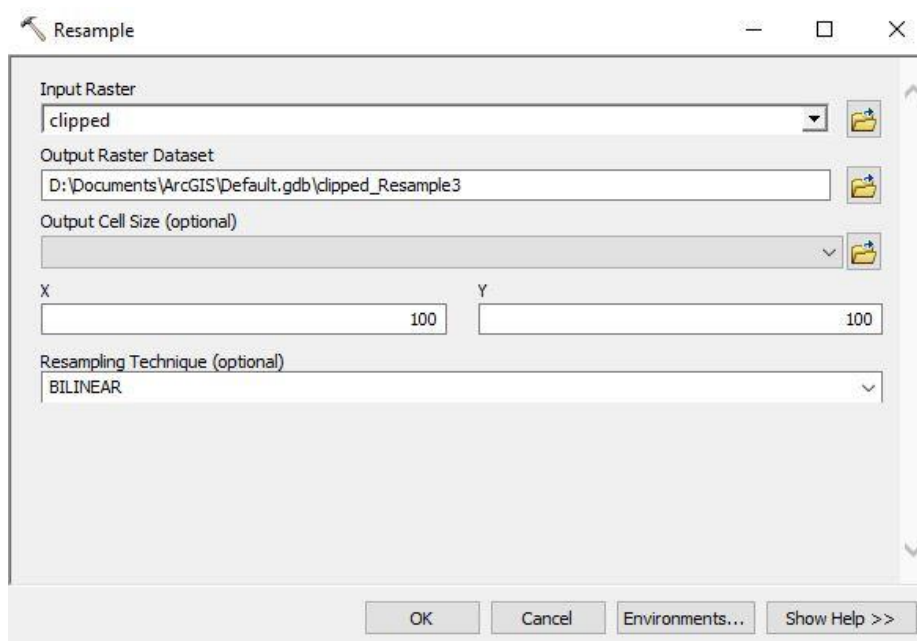 Resample
Input Raster
clipped
Output Raster Dataset
D:\Documents\ArcGIS\Default.gdb\clipped_Resample3
Output Cell Size (optional)
X Y
100 100
Resampling Technique (optional)
BILINEAR
OK Cancel Environments... Show Help >>